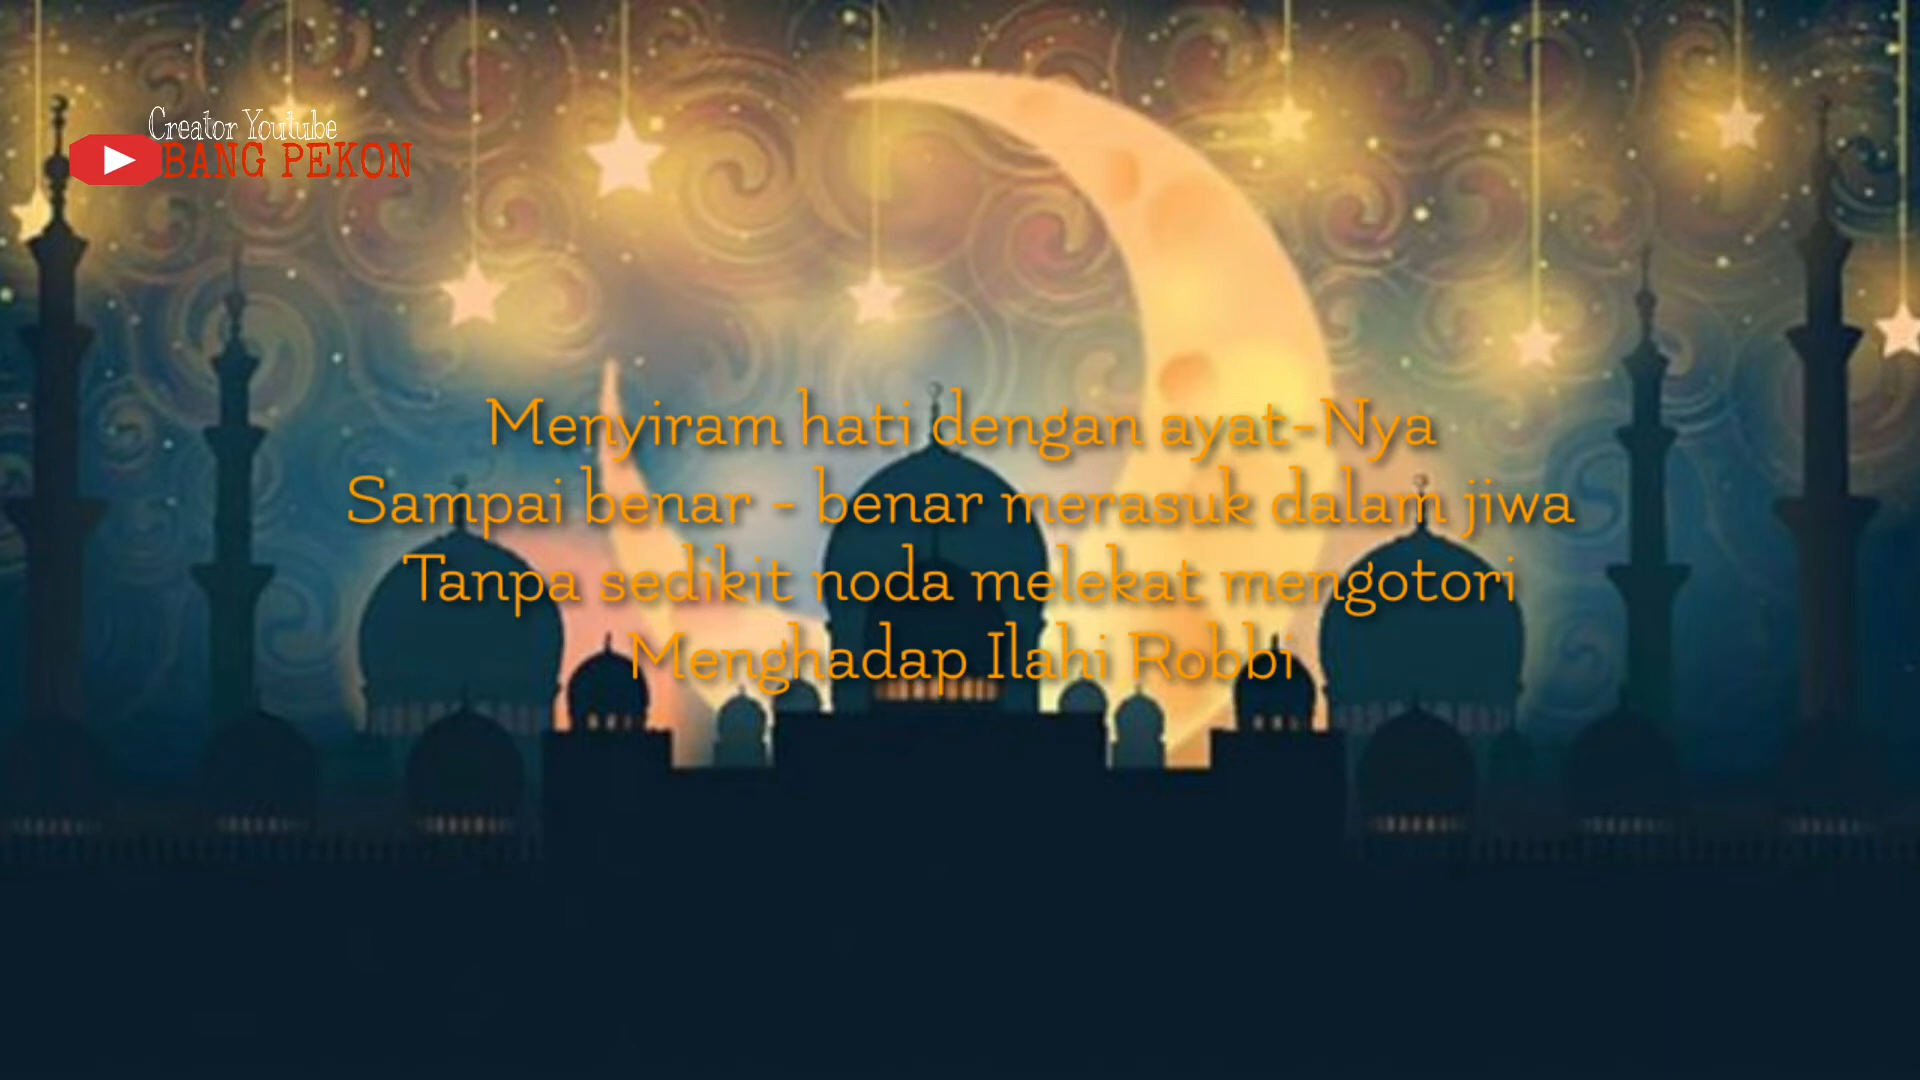 Creator Youtube
BANG PEKON
Menyiram hati dengan ayat-Nya
Sampai benar - benar merasuk dalam jiwa
Tanpa sedikit noda melekat mengotori
Menghadap Ilahi Robbi